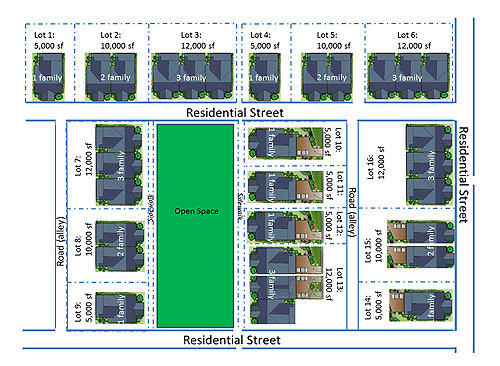 Lot 1:
5,000 sf
1 family
Lot 2:
10,000 sf
2 family
Lot 3:
12,000 sf
3 family
Lot 4:
5,000 sf
1 family
Lot 5:
10,000 sf
2 family
Lot 6:
12,000 sf
3 family
Residential Street
Residential Street
Road (alley)
Lot 7:
12,000 sf
3 family
Lot 8:
10,000 sf
2 family
Lot 9:
5,000 sf
1 family
Sidewalk
Open Space
Sidewalk
Lot 10:
5,000 sf
1 family
Lot 11:
5,000 sf
1 family
Lot 12:
5,000 sf
1 family
Lot 13:
12,000 sf
3 family
Road (alley)
Lot 16:
12,000 sf
3 family
Lot 15:
10,000 sf
2 family
Lot 14:
5,000 sf
1 family
Residential Street